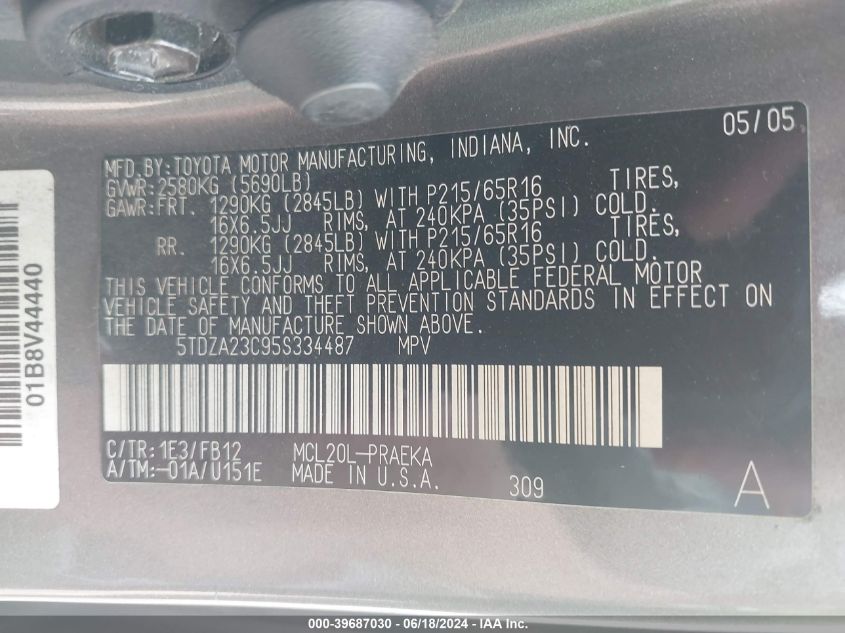 05/05
MFD.BY:TOYOTA MOTOR MANUFACTURING, INDIANA, INC.
GVWR:2580KG (5690LB)
GAWR:FRT. 1290KG (2845LB) WITH P215/65R16 TIRES,
16X6.5JJ RIMS, AT 240KPA (35PSI) COLD.
RR. 1290KG (2845LB) WITH P215/65R16 TIRES,
16X6.5JJ RIMS, AT 240KPA (35PSI) COLD.
THIS VEHICLE CONFORMS TO ALL APPLICABLE FEDERAL MOTOR
VEHICLE SAFETY AND THEFT PREVENTION STANDARDS IN EFFECT ON
THE DATE OF MANUFACTURE SHOWN ABOVE.
5TDZA23C95S334487 MPV
C/TR:1E3/FB12 MCL20L-PRAEKA
A/TM:-01A/U151E MADE IN U.S.A. 309 A
01B8V44440
000-39687030 - 06/18/2024 - IAA Inc.